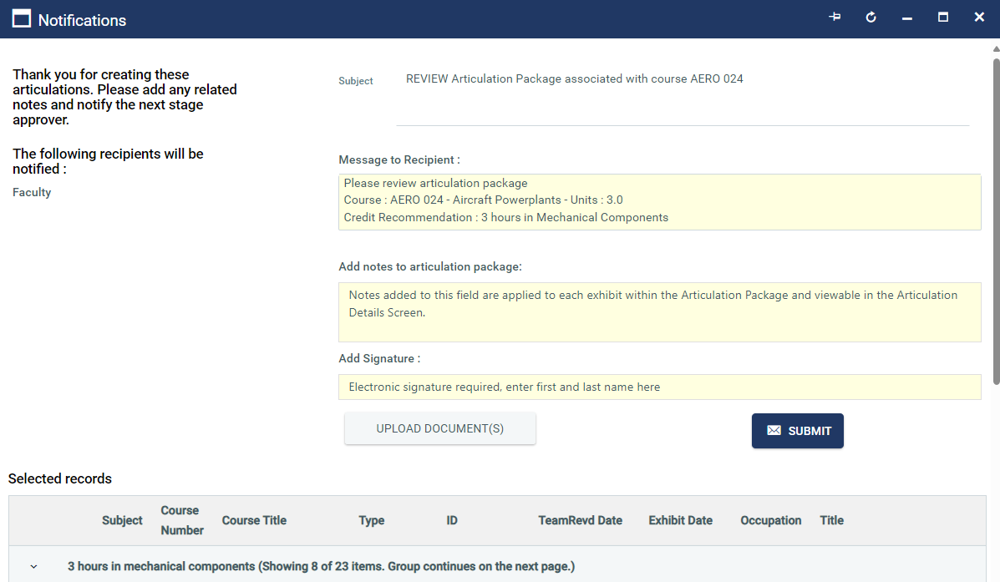 Notifications
Thank you for creating these
articulations. Please add any related
notes and notify the next stage
approver.
The following recipients will be
notified :
Faculty
Subject
REVIEW Articulation Package associated with course AERO 024
Message to Recipient :
Please review articulation package
Course : AERO 024 - Aircraft Powerplants - Units : 3.0
Credit Recommendation : 3 hours in Mechanical Components
Add notes to articulation package:
Notes added to this field are applied to each exhibit within the Articulation Package and viewable in the Articulation
Details Screen.
Add Signature :
Electronic signature required, enter first and last name here
UPLOAD DOCUMENT(S)
SUBMIT
Selected records
Subject Course Number Course Title Type ID TeamRevd Date Exhibit Date Occupation Title
3 hours in mechanical components (Showing 8 of 23 items. Group continues on the next page.)